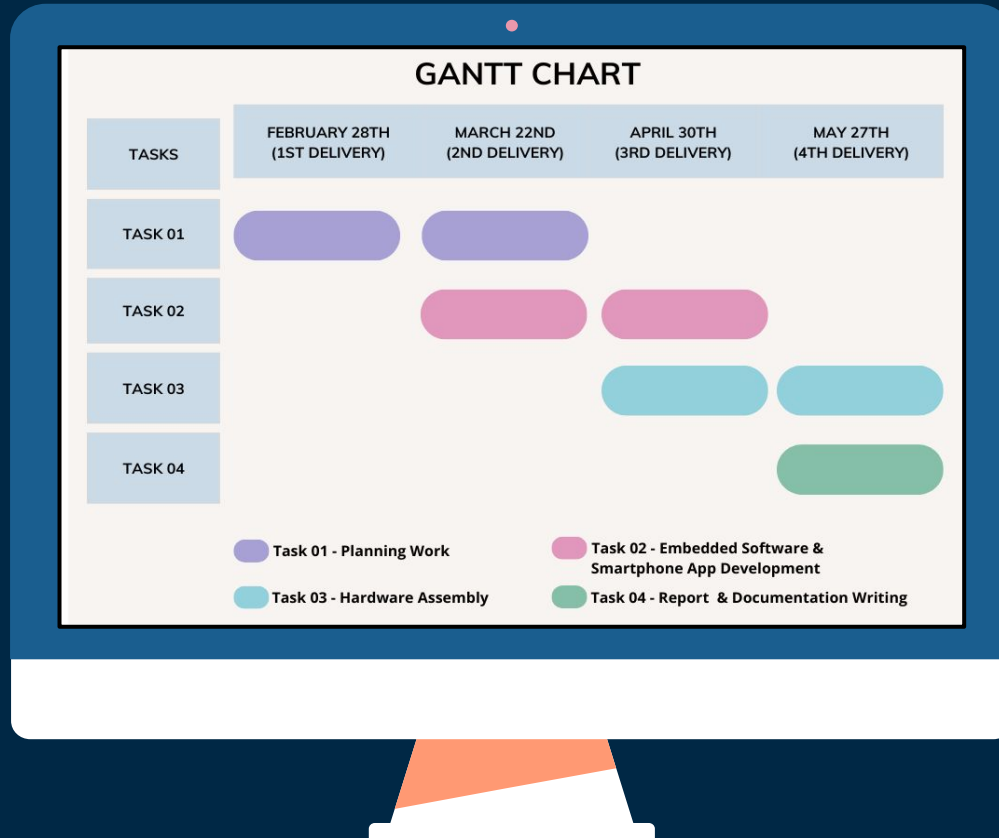 GANTT CHART
TASKS
FEBRUARY 28TH
(1ST DELIVERY)
MARCH 22ND
(2ND DELIVERY)
APRIL 30TH
(3RD DELIVERY)
MAY 27TH
(4TH DELIVERY)
TASK 01
TASK 02
TASK 03
TASK 04
Task 01 - Planning Work
Task 02 - Embedded Software &
Smartphone App Development
Task 03 - Hardware Assembly
Task 04 - Report & Documentation Writing